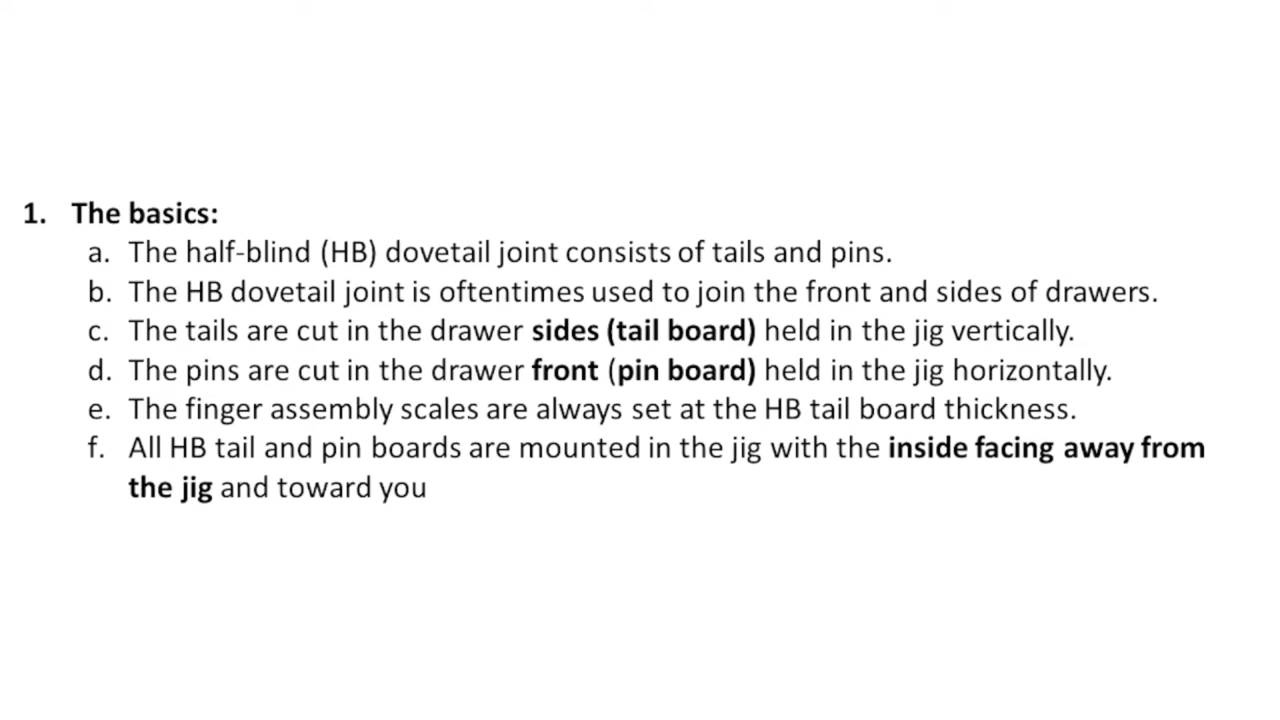 1. The basics:
a. The half-blind (HB) dovetail joint consists of tails and pins.
b. The HB dovetail joint is oftentimes used to join the front and sides of drawers.
c. The tails are cut in the drawer sides (tail board) held in the jig vertically.
d. The pins are cut in the drawer front (pin board) held in the jig horizontally.
e. The finger assembly scales are always set at the HB tail board thickness.
f. All HB tail and pin boards are mounted in the jig with the inside facing away from
the jig and toward you